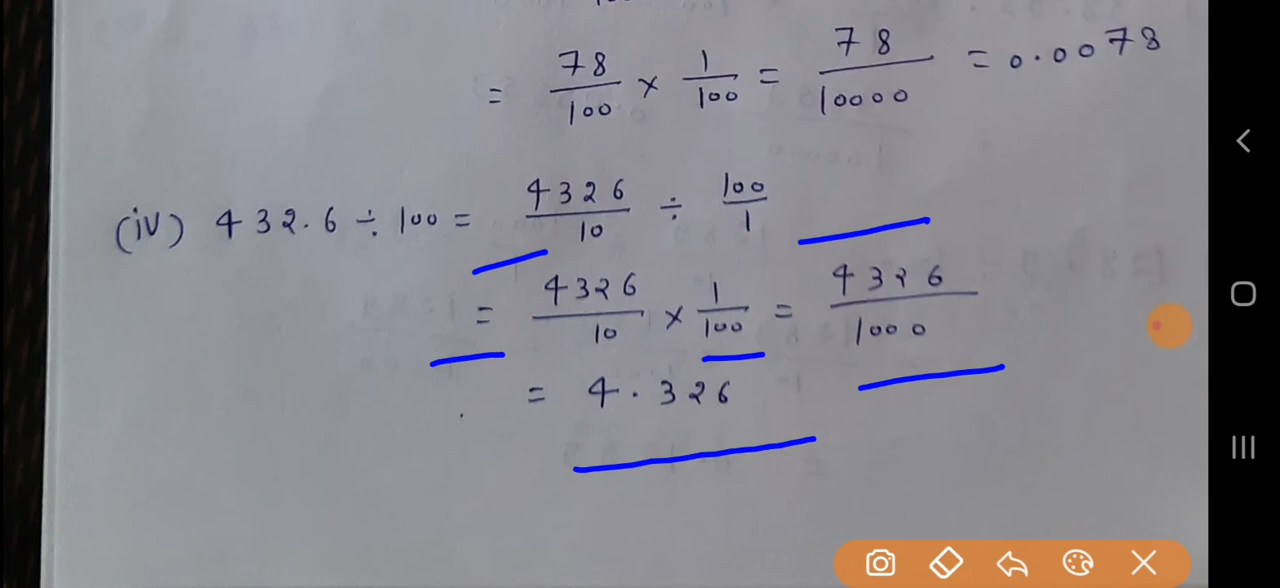 = 78/100 × 1/100 = 78/10000 = 0.0078
(iv) 432.6 ÷ 100 = 4326/10 ÷ 100/1
= 4326/10 × 1/100 = 4326/1000
= 4.326